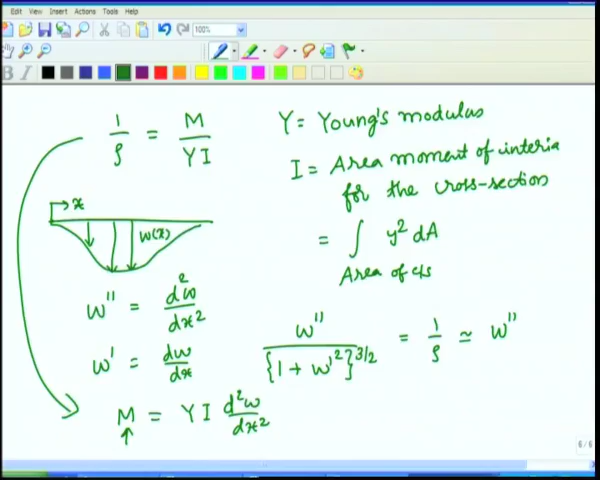 Edit View Insert Actions Tools Help
100%
B I
1/ρ = M/YI
Y = Young's modulus
I = Area moment of interia
for the cross-section
= ∫ y² dA
Area of c/s
x
w(x)
w'' = d²w/dx²
w' = dw/dx
w''/{1 + w'²}^3/2 = 1/ρ ≃ w''
M = YI d²w/dx²
6/6